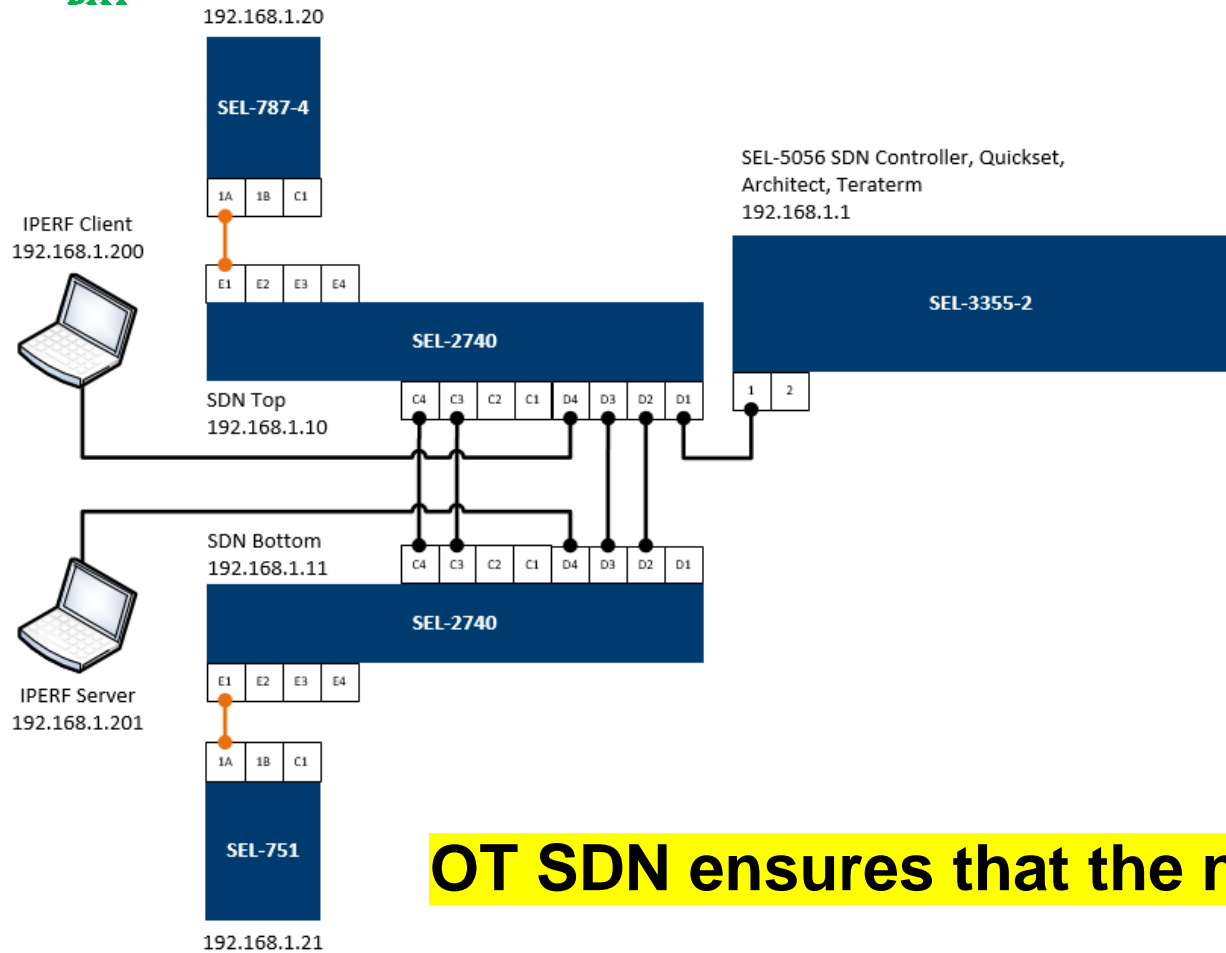 192.168.1.20
SEL-787-4
1A 1B C1
SEL-5056 SDN Controller, Quickset,
Architect, Teraterm
192.168.1.1
IPERF Client
192.168.1.200
E1 E2 E3 E4
SEL-2740
SEL-3355-2
SDN Top
192.168.1.10
C4 C3 C2 C1 D4 D3 D2 D1
1 2
SDN Bottom
192.168.1.11
C4 C3 C2 C1 D4 D3 D2 D1
SEL-2740
IPERF Server
192.168.1.201
E1 E2 E3 E4
1A 1B C1
SEL-751
OT SDN ensures that the
192.168.1.21